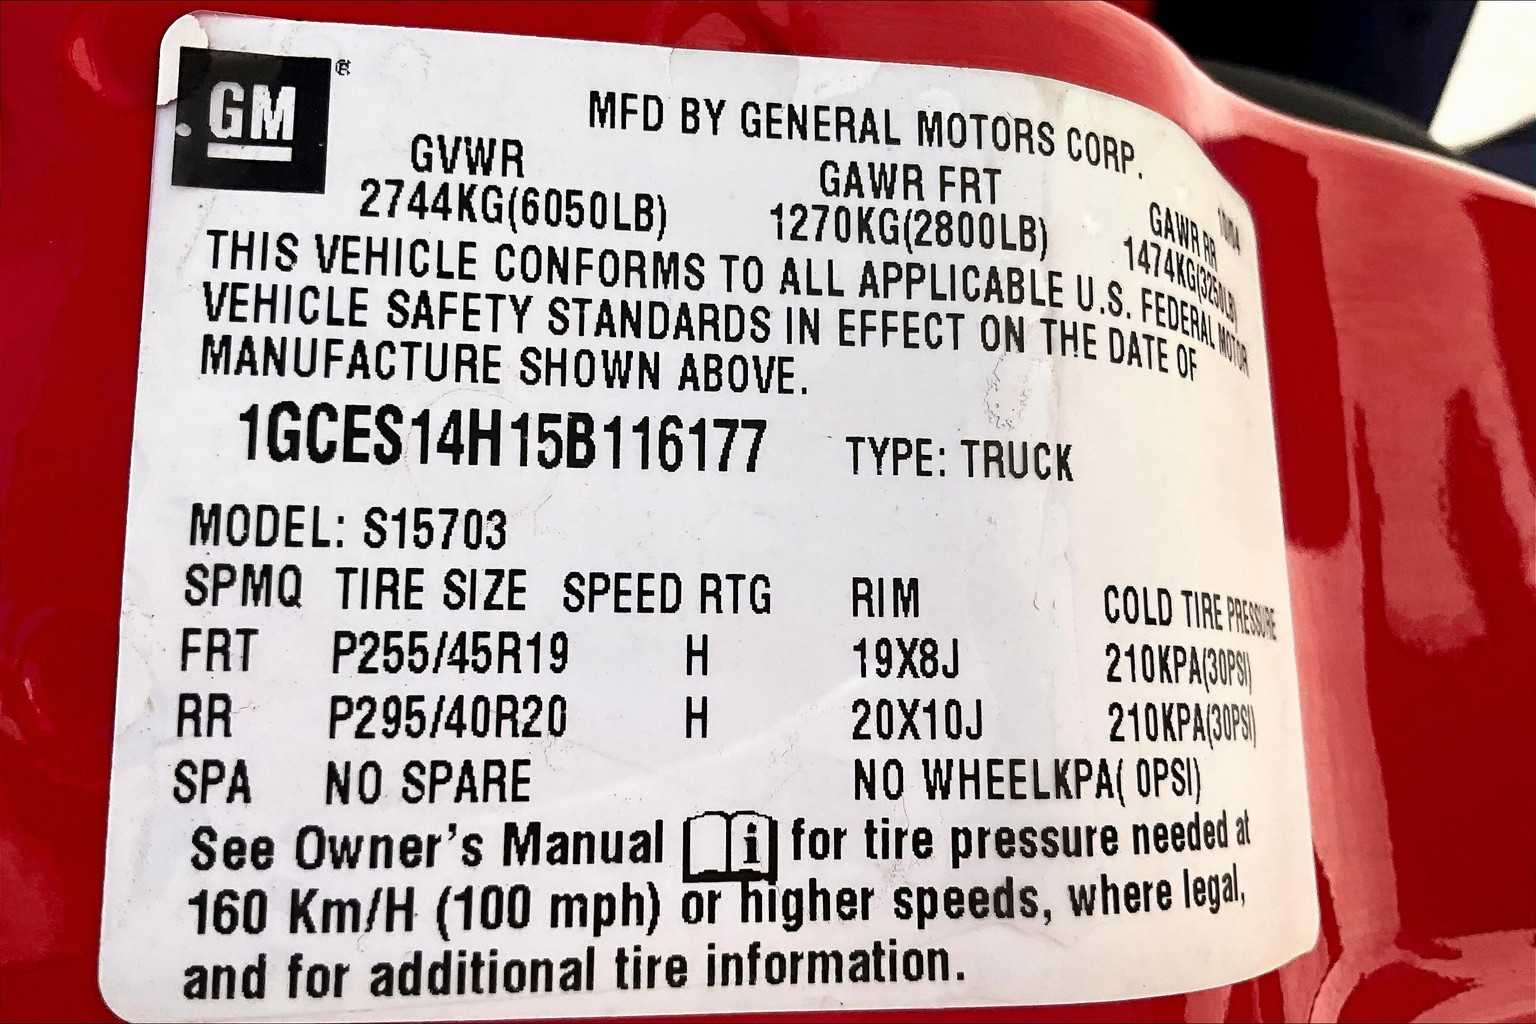 GM
MFD BY GENERAL MOTORS CORP.
10/04
GVWR GAWR FRT GAWR RR
2744KG(6050LB) 1270KG(2800LB) 1474KG(3250LB)
THIS VEHICLE CONFORMS TO ALL APPLICABLE U.S. FEDERAL MOTOR
VEHICLE SAFETY STANDARDS IN EFFECT ON THE DATE OF
MANUFACTURE SHOWN ABOVE.
1GCES14H15B116177 TYPE: TRUCK
MODEL: S15703
SPMQ TIRE SIZE SPEED RTG RIM COLD TIRE PRESSURE
FRT P255/45R19 H 19X8J 210KPA(30PSI)
RR P295/40R20 H 20X10J 210KPA(30PSI)
SPA NO SPARE NO WHEELKPA( 0PSI)
See Owner's Manual i for tire pressure needed at
160 Km/H (100 mph) or higher speeds, where legal,
and for additional tire information.